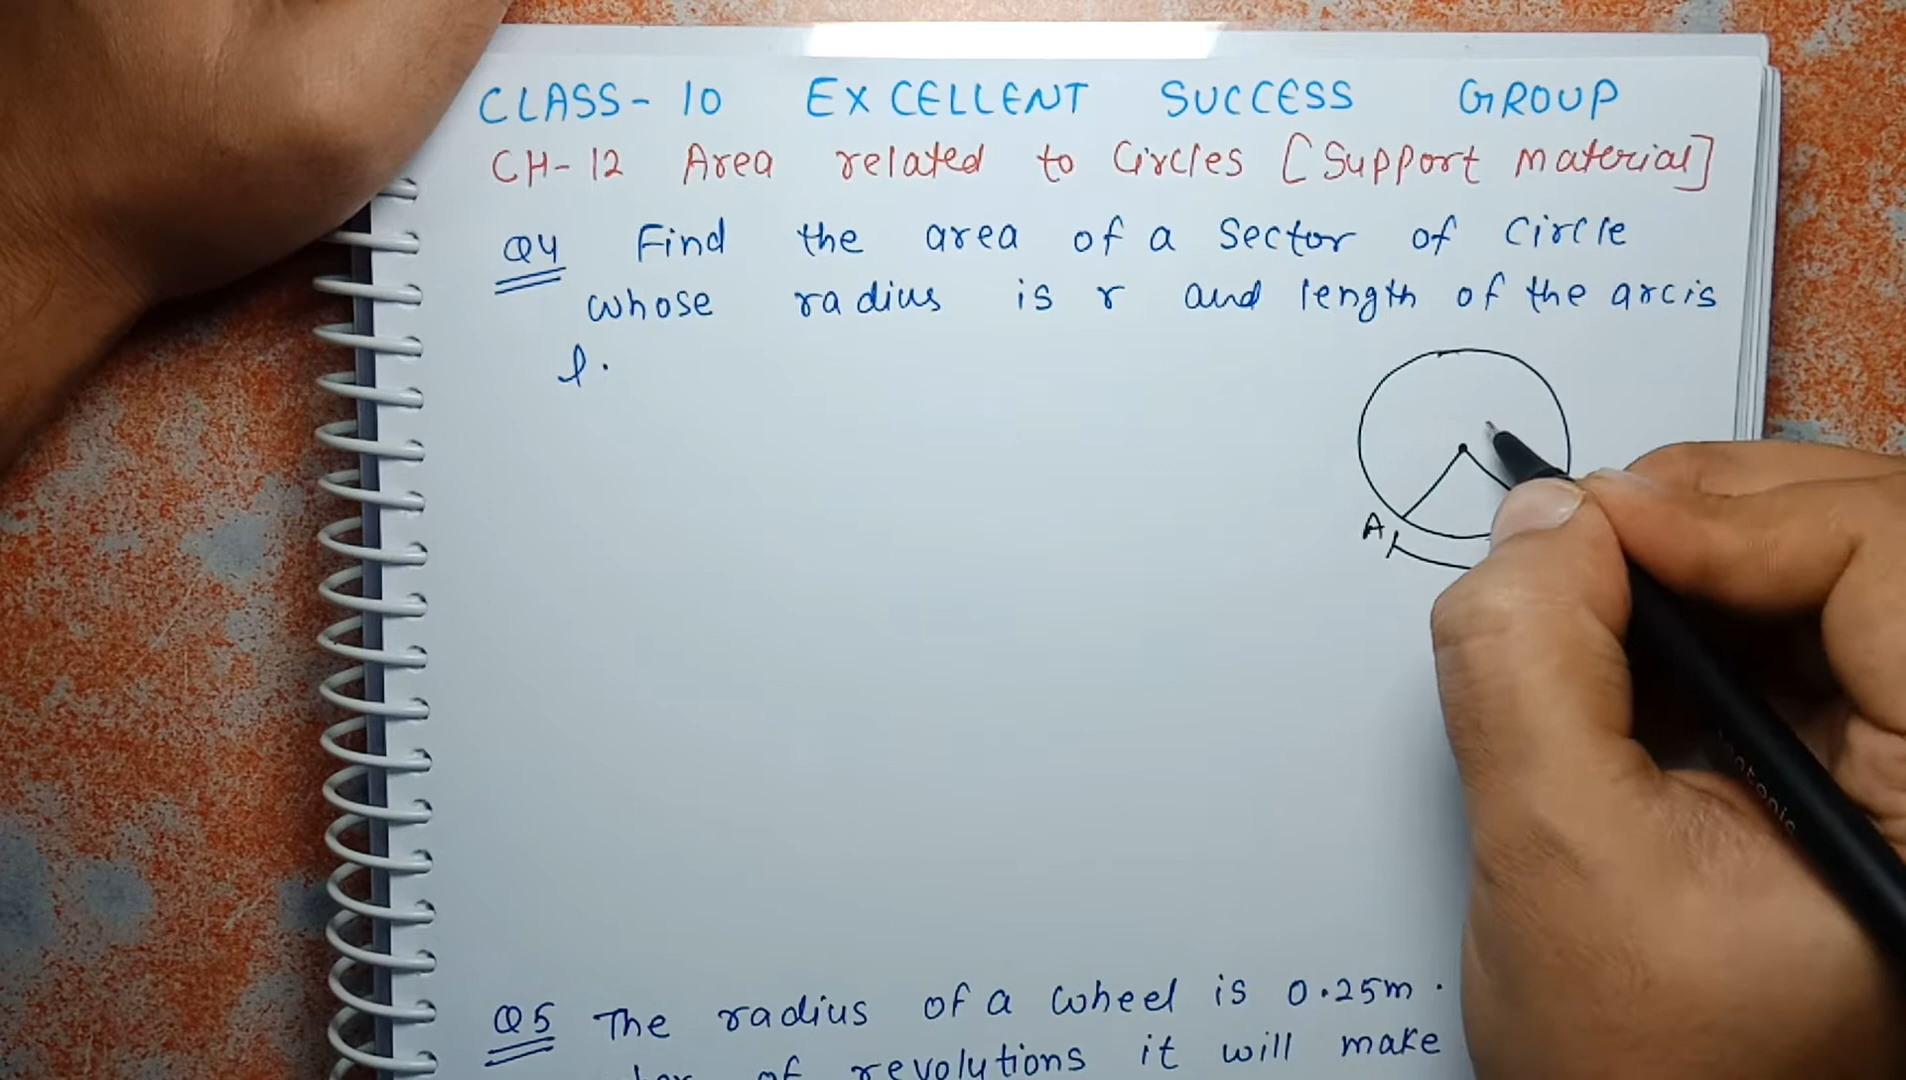 CLASS-10 EXCELLENT SUCCESS GROUP
CH-12 Area related to Circles [Support material]
Q4 Find the area of a Sector of Circle
whose radius is r and length of the arc is
l.
A
Q5 The radius of a wheel is 0.25m.
of revolutions it will make